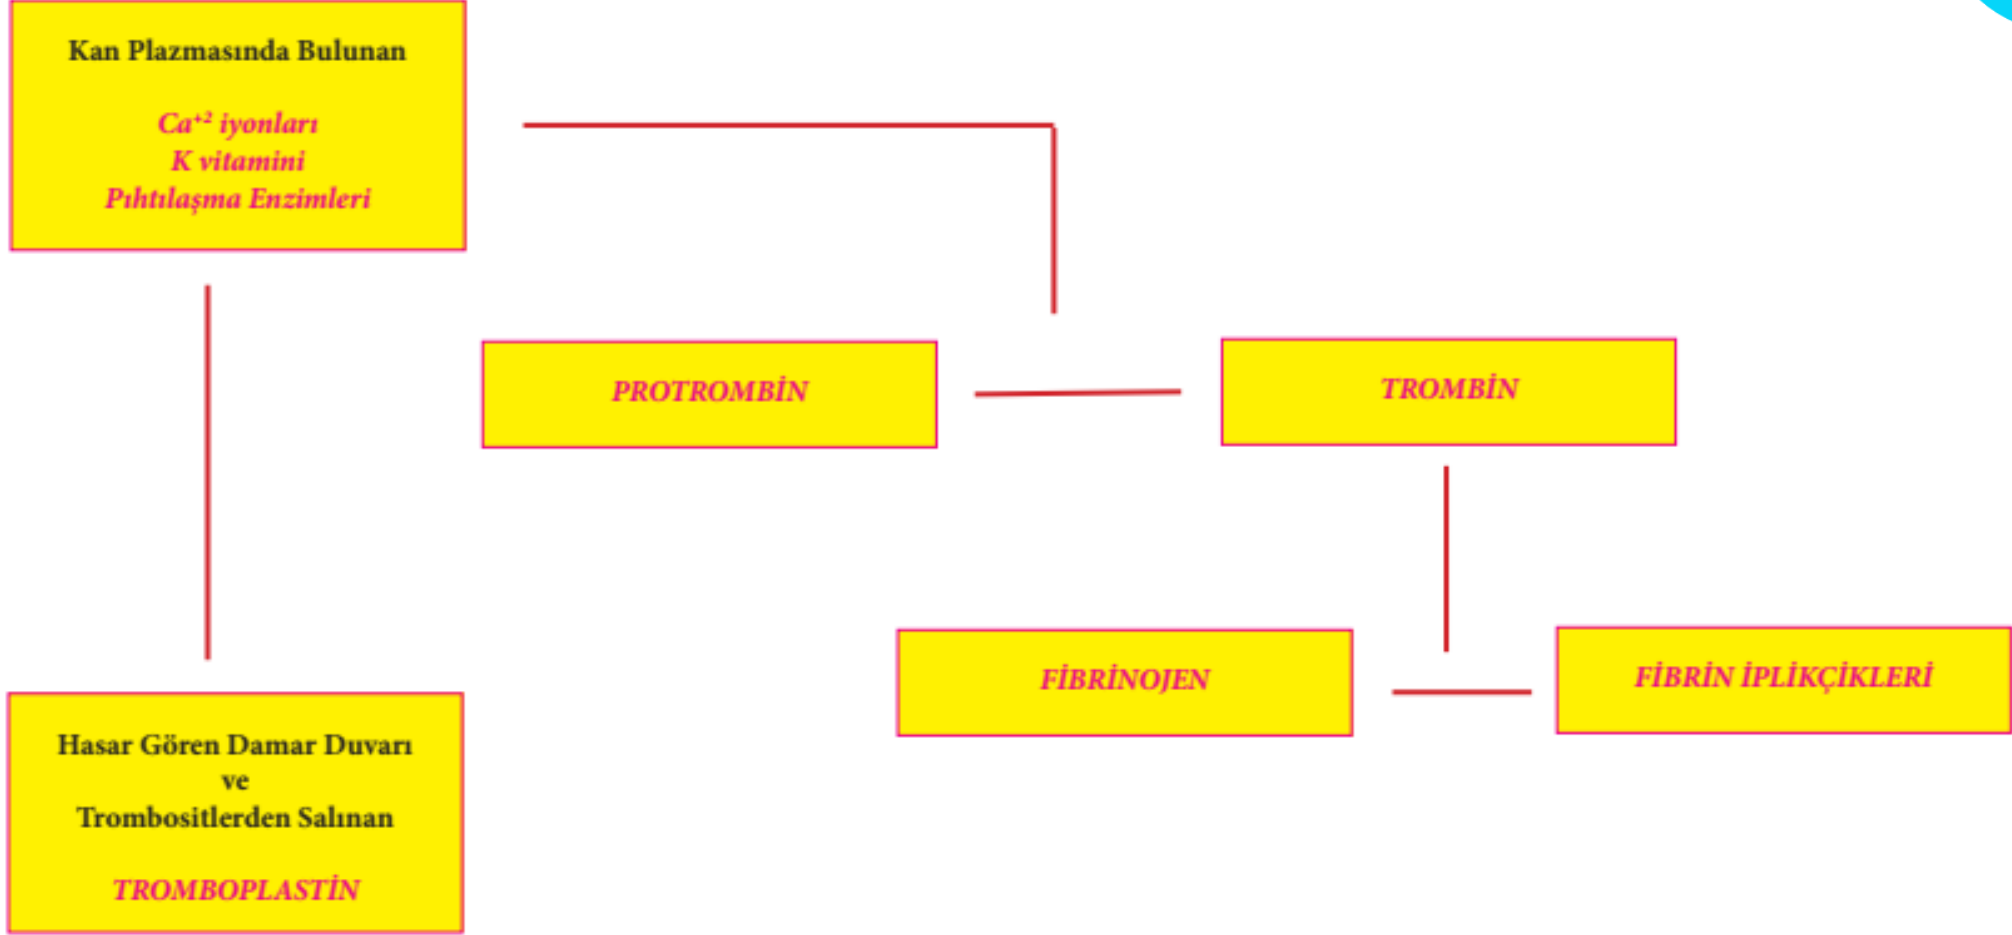 Kan Plazmasında Bulunan
Ca⁺² iyonları
K vitamini
Pıhtılaşma Enzimleri
PROTROMBİN
TROMBİN
FİBRİNOJEN
FİBRİN İPLİKÇİKLERİ
Hasar Gören Damar Duvarı
ve
Trombositlerden Salınan
TROMBOPLASTİN